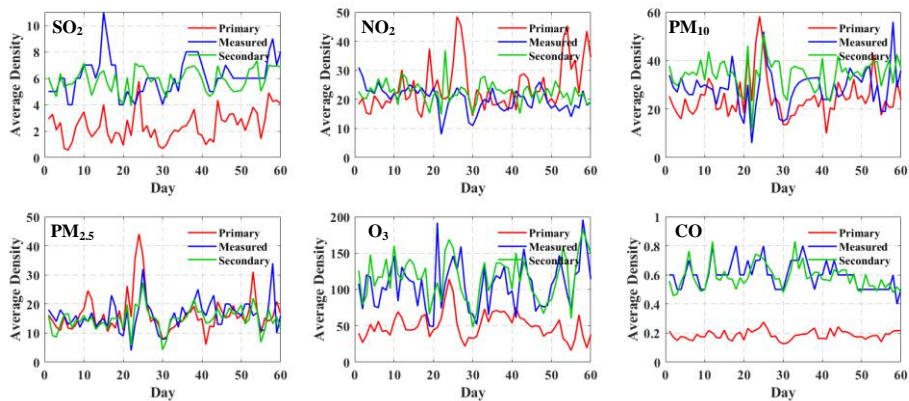 SO₂
Primary
Measured
Secondary
Average Density
0 2 4 6 8 10
0 10 20 30 40 50 60
Day
NO₂
Primary
Measured
Secondary
Average Density
0 10 20 30 40 50
0 10 20 30 40 50 60
Day
PM₁₀
Primary
Measured
Secondary
Average Density
0 20 40 60
0 10 20 30 40 50 60
Day
PM₂.₅
Primary
Measured
Secondary
Average Density
0 10 20 30 40 50
0 10 20 30 40 50 60
Day
O₃
Primary
Measured
Secondary
Average Density
0 50 100 150 200
0 10 20 30 40 50 60
Day
CO
Primary
Measured
Secondary
Average Density
0 0.2 0.4 0.6 0.8 1
0 10 20 30 40 50 60
Day